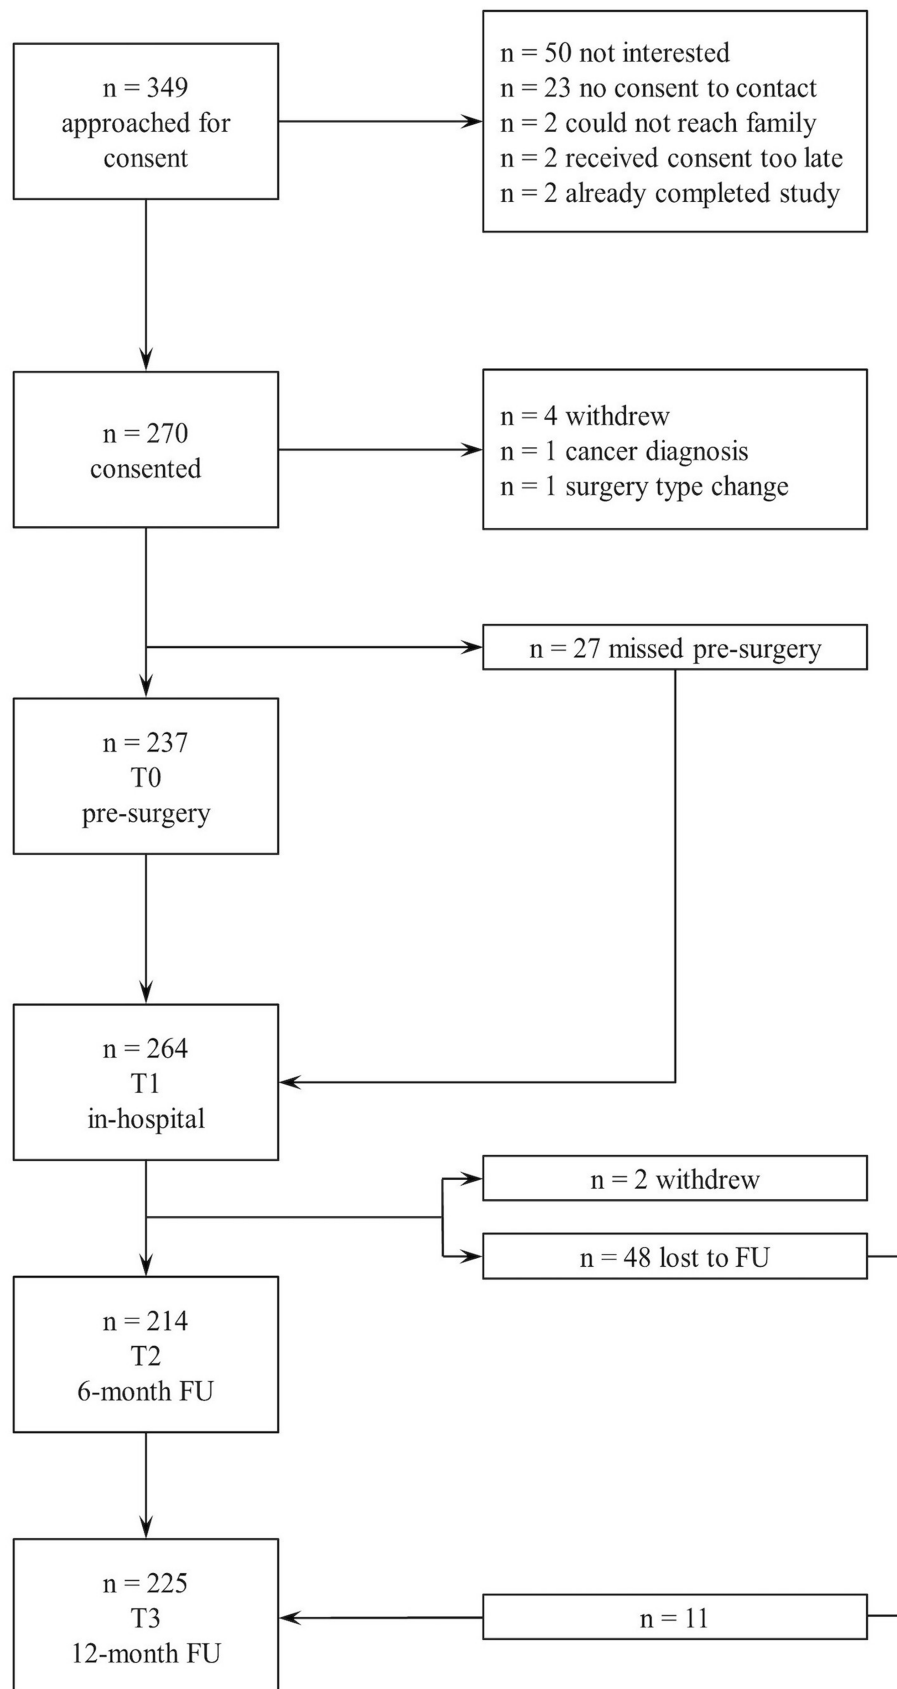 n = 349
approached for
consent
n = 50 not interested
n = 23 no consent to contact
n = 2 could not reach family
n = 2 received consent too late
n = 2 already completed study
n = 270
consented
n = 4 withdrew
n = 1 cancer diagnosis
n = 1 surgery type change
n = 27 missed pre-surgery
n = 237
T0
pre-surgery
n = 264
T1
in-hospital
n = 2 withdrew
n = 48 lost to FU
n = 214
T2
6-month FU
n = 225
T3
12-month FU
n = 11